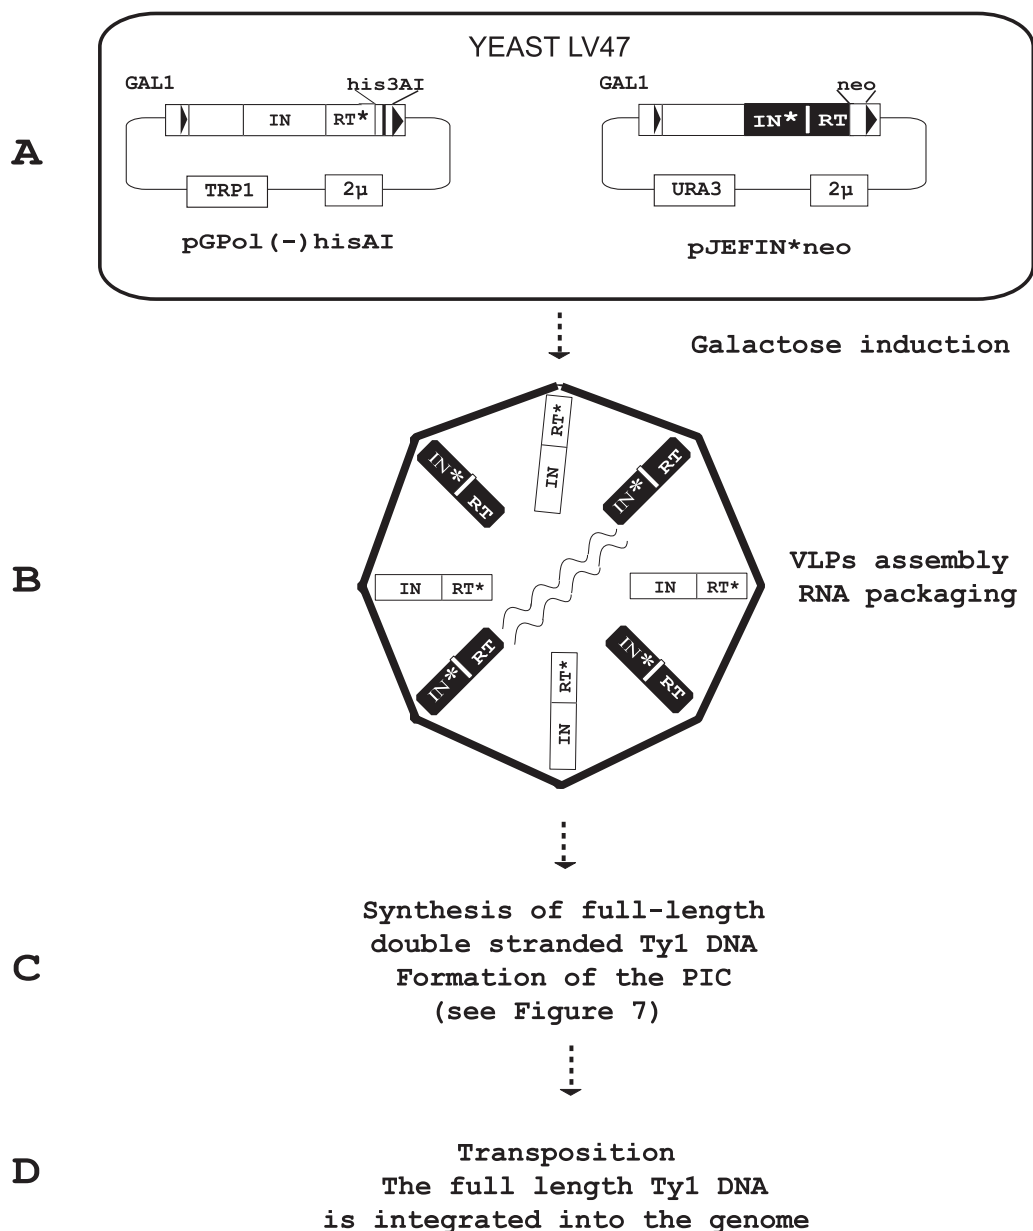 YEAST LV47
GAL1
his3AI
IN
RT*
TRP1
2μ
pGPol(-)hisAI
GAL1
neo
IN*
RT
URA3
2μ
pJEFIN*neo
A
Galactose induction
B
IN RT*
IN* RT
IN* RT
IN RT*
IN RT*
IN* RT
IN* RT
IN RT*
VLPs assembly
RNA packaging
C
Synthesis of full-length
double stranded Ty1 DNA
Formation of the PIC
(see Figure 7)
D
Transposition
The full length Ty1 DNA
is integrated into the genome